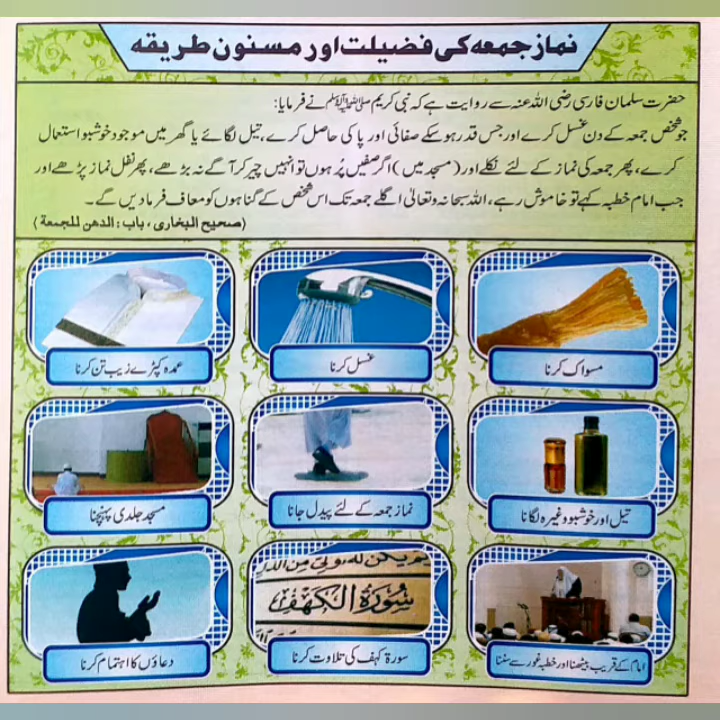 نماز جمعہ کی فضیلت اور مسنون طریقہ
حضرت سلمان فارسی رضی اللہ عنہ سے روایت ہے کہ نبی کریم صلی اللہ علیہ وسلم نے فرمایا:
جو شخص جمعہ کے دن غسل کرے اور جس قدر ہو سکے صفائی اور پاکی حاصل کرے، تیل لگائے یا گھر میں موجود خوشبو استعمال
کرے، پھر جمعہ کی نماز کے لئے نکلے اور (مسجد میں) اگر صفیں پُر ہوں تو انہیں چیر کر آگے نہ بڑھے، پھر نفل نماز پڑھے اور
جب امام خطبہ کہے تو خاموش رہے، اللہ سبحانہ وتعالیٰ اگلے جمعہ تک اس شخص کے گناہوں کو معاف فرما دیں گے۔
(صحیح البخاری، باب: الدھن للجمعة)
مسواک کرنا
غسل کرنا
عمدہ کپڑے زیب تن کرنا
تیل اور خوشبو وغیرہ لگانا
نماز جمعہ کے لئے پیدل جانا
مسجد جلدی پہنچنا
یکن له ولی من الذل
سُورَةُ الكَهْفِ
امام کے قریب بیٹھنا اور خطبہ غور سے سننا
سورۃ کہف کی تلاوت کرنا
دعاؤں کا اہتمام کرنا